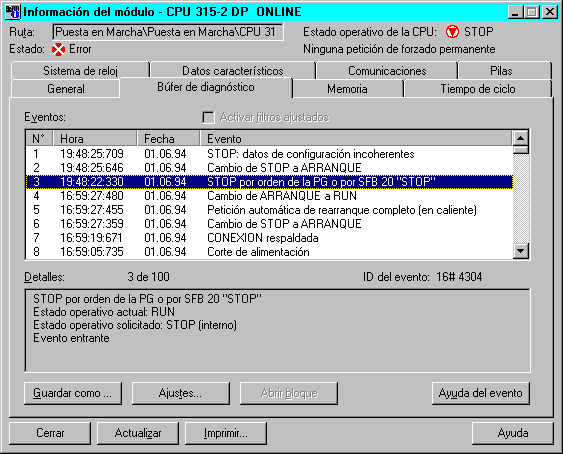 Información del módulo - CPU 315-2 DP ONLINE
Ruta: Puesta en Marcha\Puesta en Marcha\CPU 31 Estado operativo de la CPU: STOP
Estado: Error Ninguna petición de forzado permanente
Sistema de reloj Datos característicos Comunicaciones Pilas
General Búfer de diagnóstico Memoria Tiempo de ciclo
Eventos: Activar filtros ajustados
N° Hora Fecha Evento
1 19:48:25:709 01.06.94 STOP: datos de configuración incoherentes
2 19:48:25:646 01.06.94 Cambio de STOP a ARRANQUE
3 19:48:22:330 01.06.94 STOP por orden de la PG o por SFB 20 "STOP"
4 16:59:27:480 01.06.94 Cambio de ARRANQUE a RUN
5 16:59:27:455 01.06.94 Petición automática de rearranque completo (en caliente)
6 16:59:27:359 01.06.94 Cambio de STOP a ARRANQUE
7 16:59:19:671 01.06.94 CONEXION respaldada
8 16:59:05:735 01.06.94 Corte de alimentación
Detalles: 3 de 100 ID del evento: 16# 4304
STOP por orden de la PG o por SFB 20 "STOP"
Estado operativo actual: RUN
Estado operativo solicitado: STOP (interno)
Evento entrante
Guardar como ... Ajustes... Abrir bloque Ayuda del evento
Cerrar Actualizar Imprimir... Ayuda